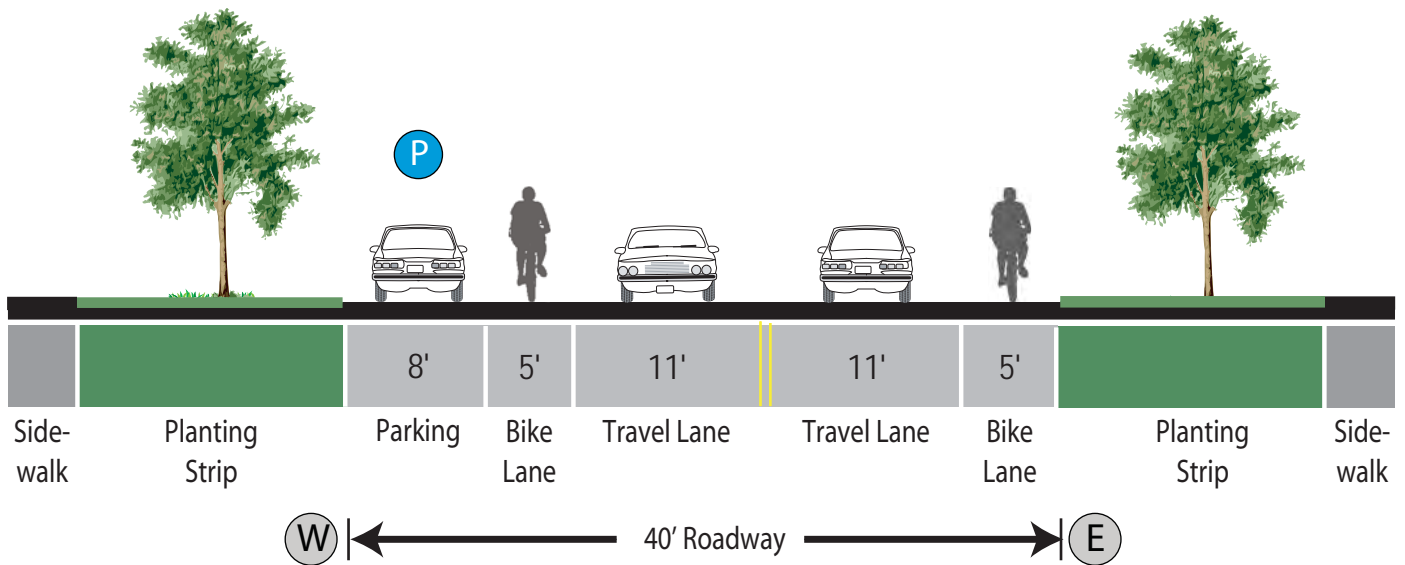 P
8' 5' 11' 11' 5'
Side- Planting Parking Bike Travel Lane Travel Lane Bike Planting Side-
walk Strip Lane Lane Strip walk
W 40' Roadway E